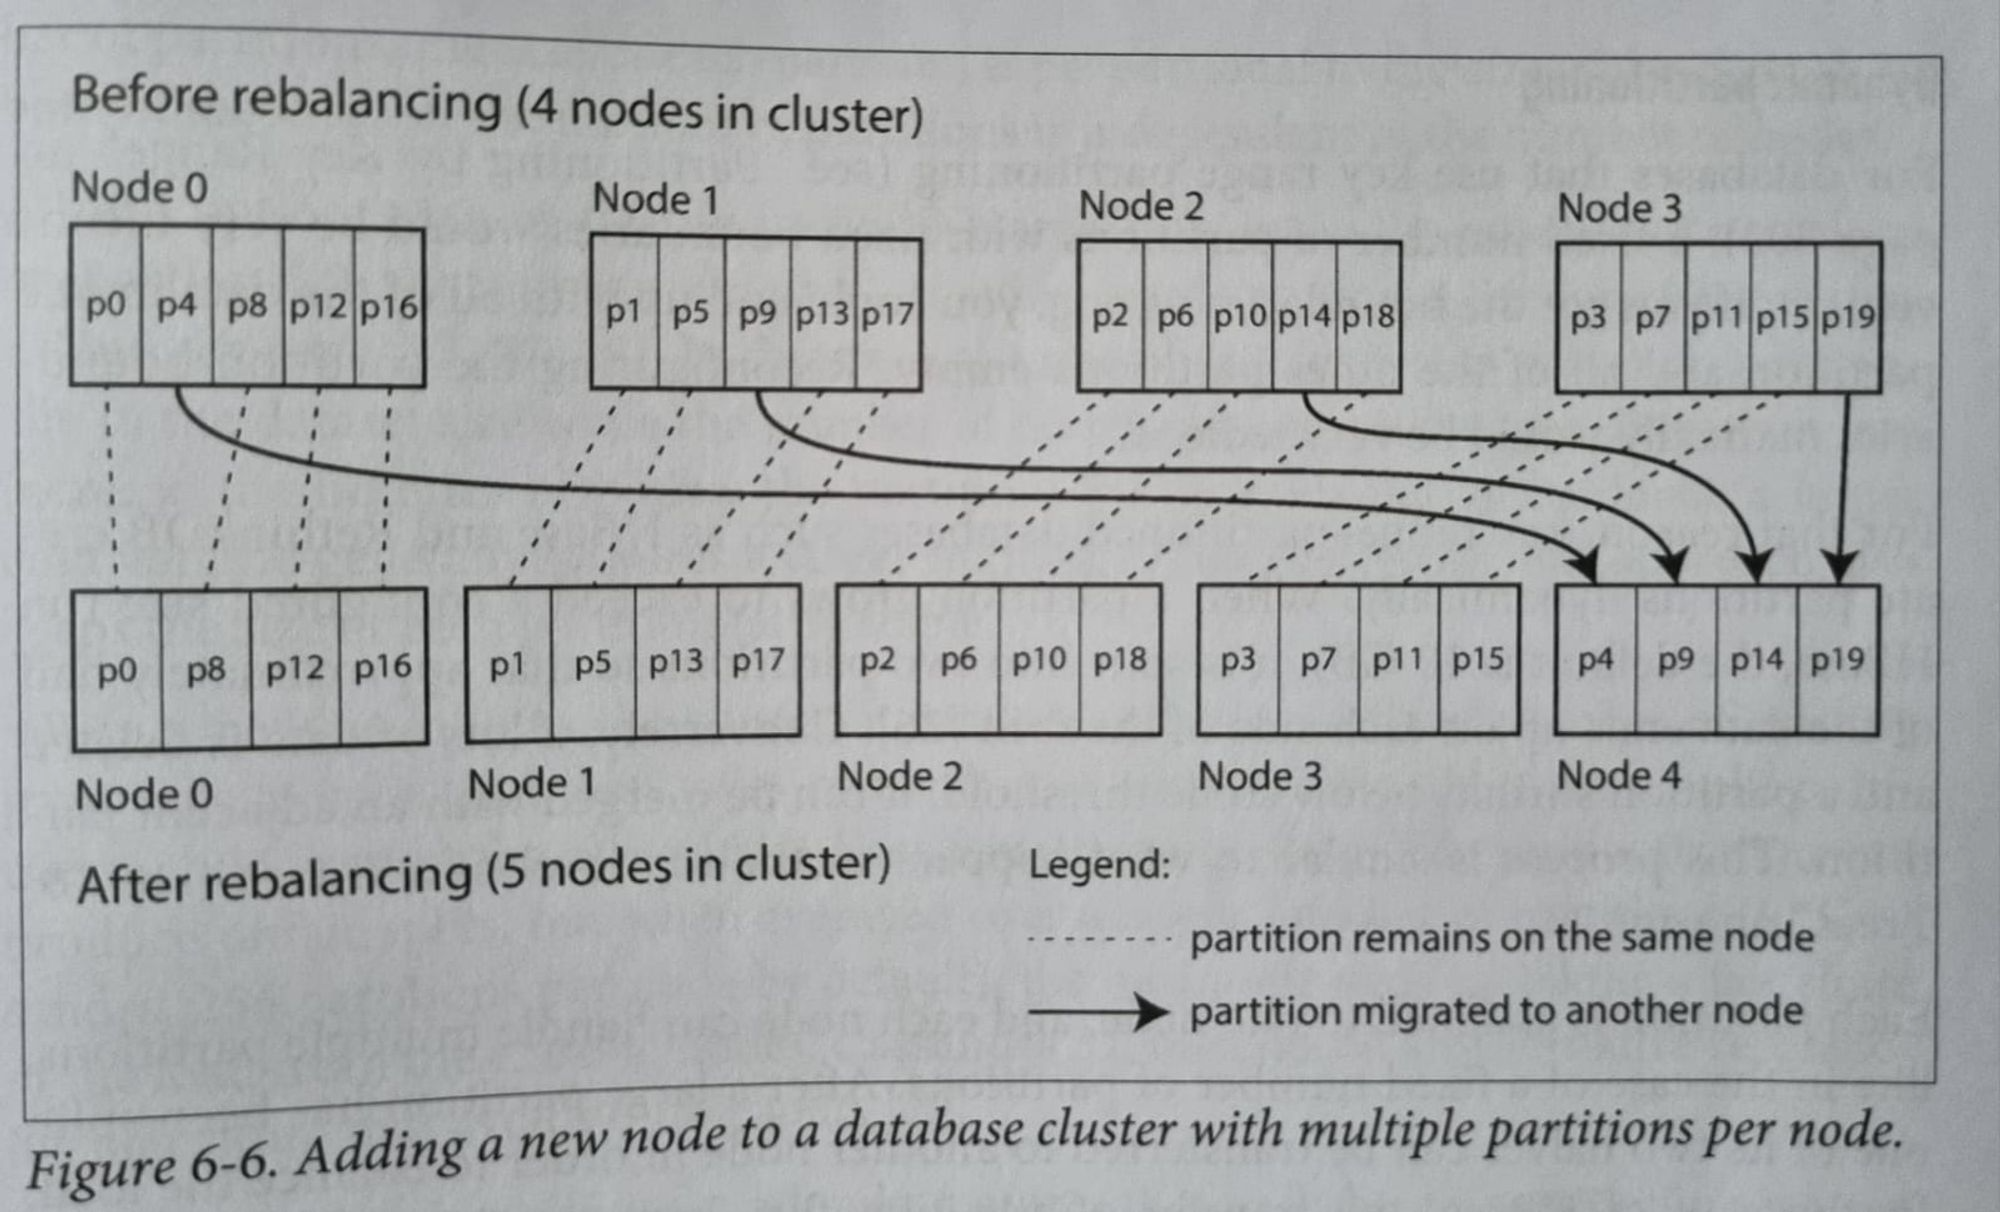 Before rebalancing (4 nodes in cluster)
Node 0 Node 1 Node 2 Node 3
p0 p4 p8 p12 p16 p1 p5 p9 p13 p17 p2 p6 p10 p14 p18 p3 p7 p11 p15 p19
p0 p8 p12 p16 p1 p5 p13 p17 p2 p6 p10 p18 p3 p7 p11 p15 p4 p9 p14 p19
Node 0 Node 1 Node 2 Node 3 Node 4
After rebalancing (5 nodes in cluster)
Legend:
partition remains on the same node
partition migrated to another node
Figure 6-6. Adding a new node to a database cluster with multiple partitions per node.